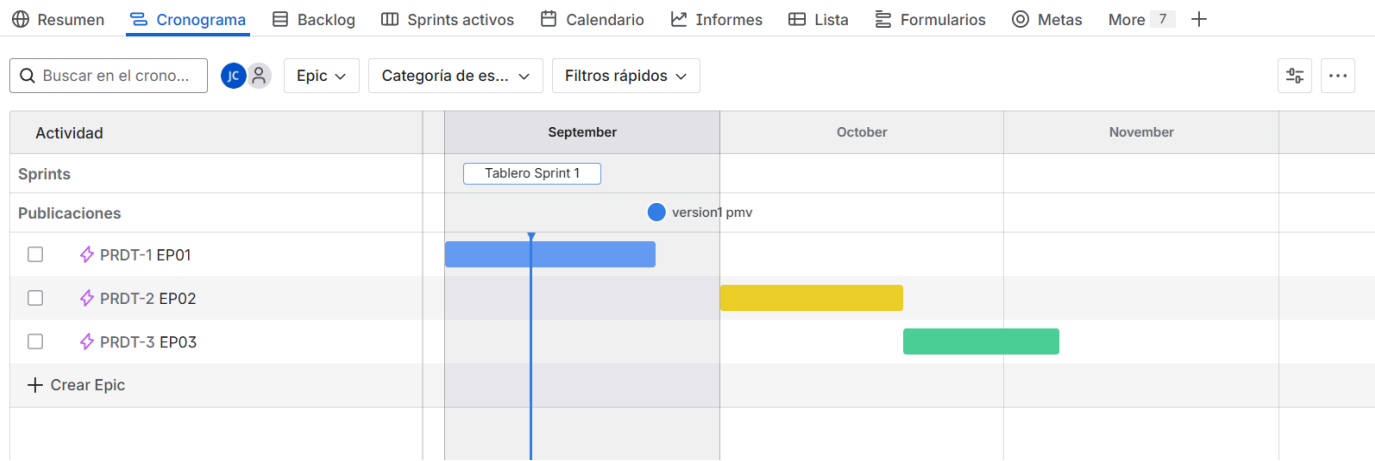 Resumen Cronograma Backlog Sprints activos Calendario Informes Lista Formularios Metas More 7
Buscar en el crono... JC Epic Categoría de es... Filtros rápidos
Actividad September October November
Sprints Tablero Sprint 1
Publicaciones version1 pmv
PRDT-1 EP01
PRDT-2 EP02
PRDT-3 EP03
Crear Epic